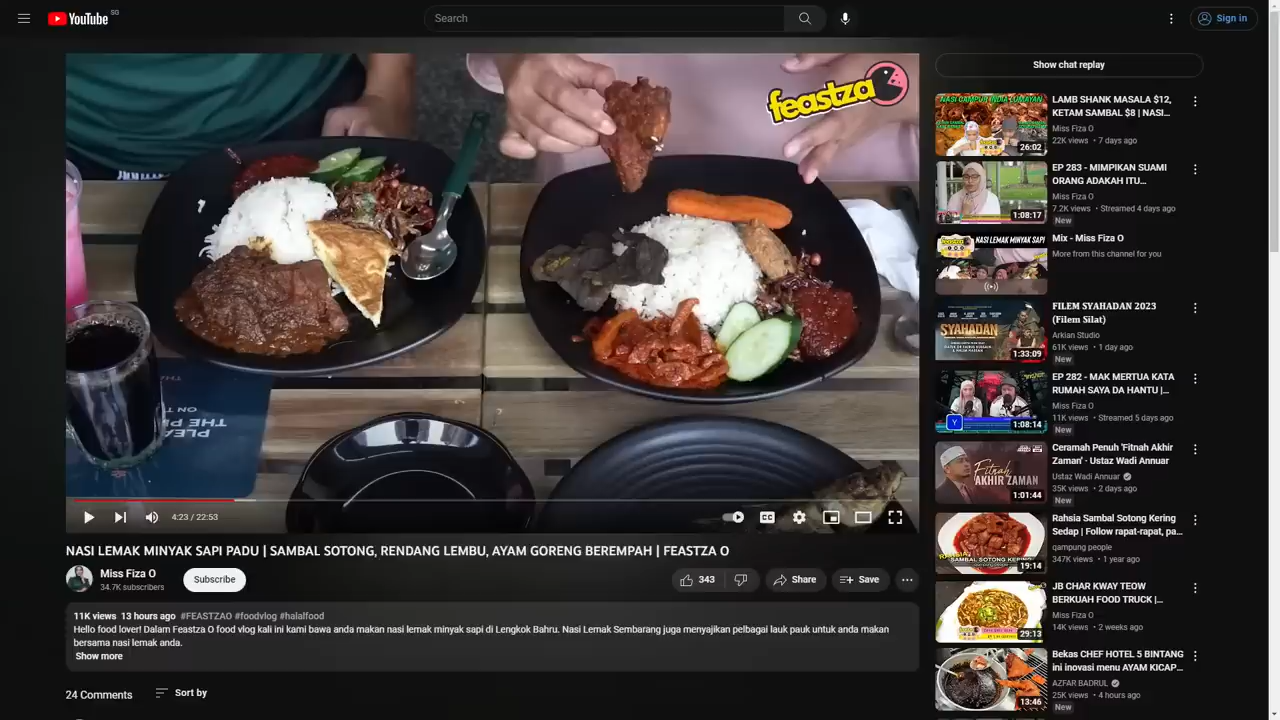 YouTube SG
Search
Sign in
feastza
PLEA
ON THE
THE P
4:23 / 22:53
NASI LEMAK MINYAK SAPI PADU | SAMBAL SOTONG, RENDANG LEMBU, AYAM GORENG BEREMPAH | FEASTZA O
Miss Fiza O
34.7K subscribers
Subscribe
343
Share
Save
11K views 13 hours ago #FEASTZAO #foodvlog #halalfood
Hello food lover! Dalam Feastza O food vlog kali ini kami bawa anda makan nasi lemak minyak sapi di Lengkok Bahru. Nasi Lemak Sembarang juga menyajikan pelbagai lauk pauk untuk anda makan
bersama nasi lemak anda.
Show more
24 Comments
Sort by
Show chat replay
NASI CAMPUR INDIA LUMAYAN
26:02
LAMB SHANK MASALA $12,
KETAM SAMBAL $8 | NASI...
Miss Fiza O
22K views • 7 days ago
1:08:17
EP 283 - MIMPIKAN SUAMI
ORANG ADAKAH ITU...
Miss Fiza O
7.2K views • Streamed 4 days ago
New
feastza
NASI LEMAK MINYAK SAPI
Mix - Miss Fiza O
More from this channel for you
SYAHADAN
1:33:09
FILEM SYAHADAN 2023
(Filem Silat)
Arkian Studio
61K views • 1 day ago
New
Y
1:08:14
EP 282 - MAK MERTUA KATA
RUMAH SAYA DA HANTU |...
Miss Fiza O
11K views • Streamed 5 days ago
New
Fitnah
AKHIR ZAMAN
1:01:44
Ceramah Penuh 'Fitnah Akhir
Zaman' - Ustaz Wadi Annuar
Ustaz Wadi Annuar
35K views • 2 days ago
New
RAHSIA
SAMBAL SOTONG KERING
19:14
Rahsia Sambal Sotong Kering
Sedap | Follow rapat-rapat, pa...
qampung people
347K views • 1 year ago
29:13
JB CHAR KWAY TEOW
BERKUAH FOOD TRUCK |...
Miss Fiza O
14K views • 2 weeks ago
13:46
Bekas CHEF HOTEL 5 BINTANG
ini inovasi menu AYAM KICAP...
AZFAR BADRUL
25K views • 4 hours ago
New